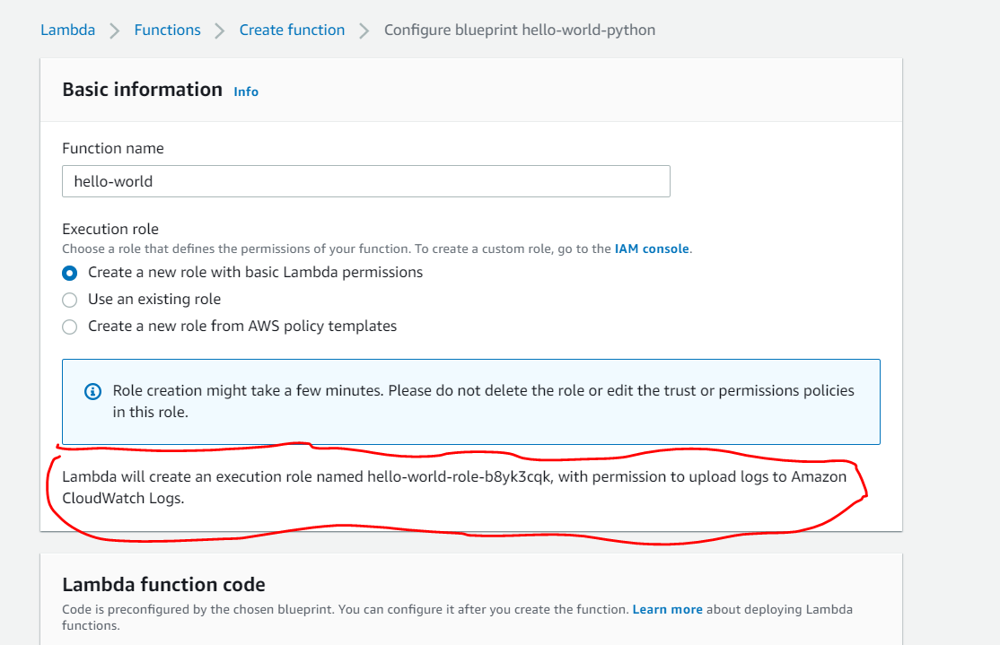 Lambda > Functions > Create function > Configure blueprint hello-world-python
Basic information Info
Function name
hello-world
Execution role
Choose a role that defines the permissions of your function. To create a custom role, go to the IAM console.
Create a new role with basic Lambda permissions
Use an existing role
Create a new role from AWS policy templates
Role creation might take a few minutes. Please do not delete the role or edit the trust or permissions policies
in this role.
Lambda will create an execution role named hello-world-role-b8yk3cqk, with permission to upload logs to Amazon
CloudWatch Logs.
Lambda function code
Code is preconfigured by the chosen blueprint. You can configure it after you create the function. Learn more about deploying Lambda
functions.